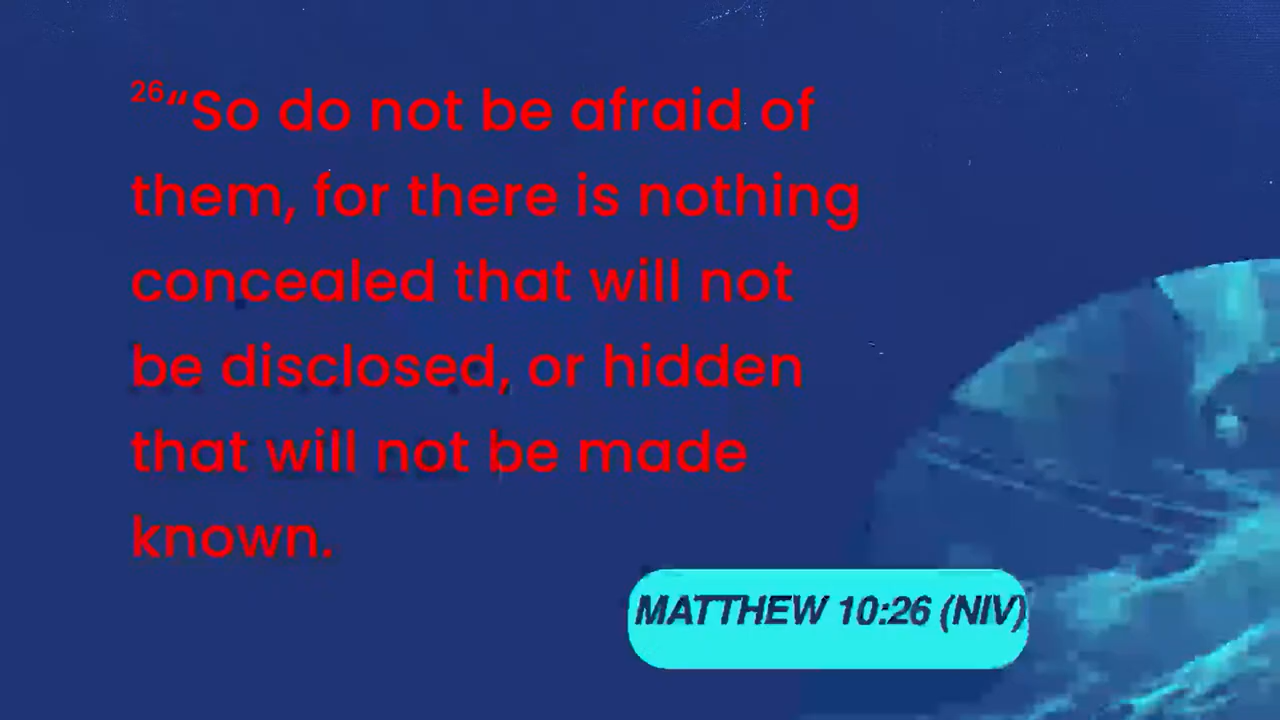 26“So do not be afraid of
them, for there is nothing
concealed that will not
be disclosed, or hidden
that will not be made
known.
MATTHEW 10:26 (NIV)